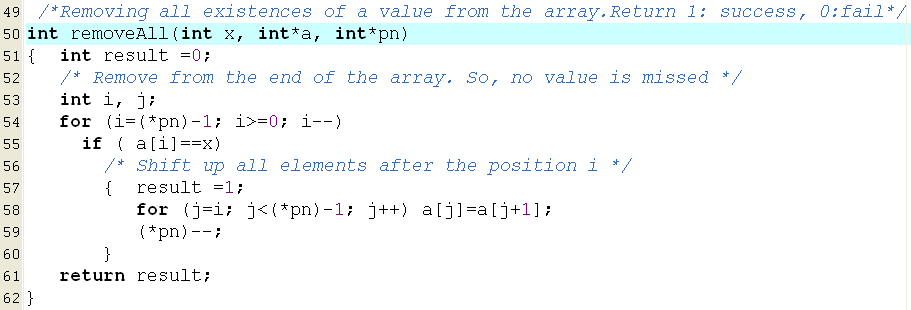 49 /*Removing all existences of a value from the array.Return 1: success, 0:fail*/
50 int removeAll(int x, int*a, int*pn)
51 {  int result =0;
52    /* Remove from the end of the array. So, no value is missed */
53    int i, j;
54    for (i=(*pn)-1; i>=0; i--)
55      if ( a[i]==x)
56        /* Shift up all elements after the position i */
57        {  result =1;
58           for (j=i; j<(*pn)-1; j++) a[j]=a[j+1];
59           (*pn)--;
60        }
61    return result;
62 }